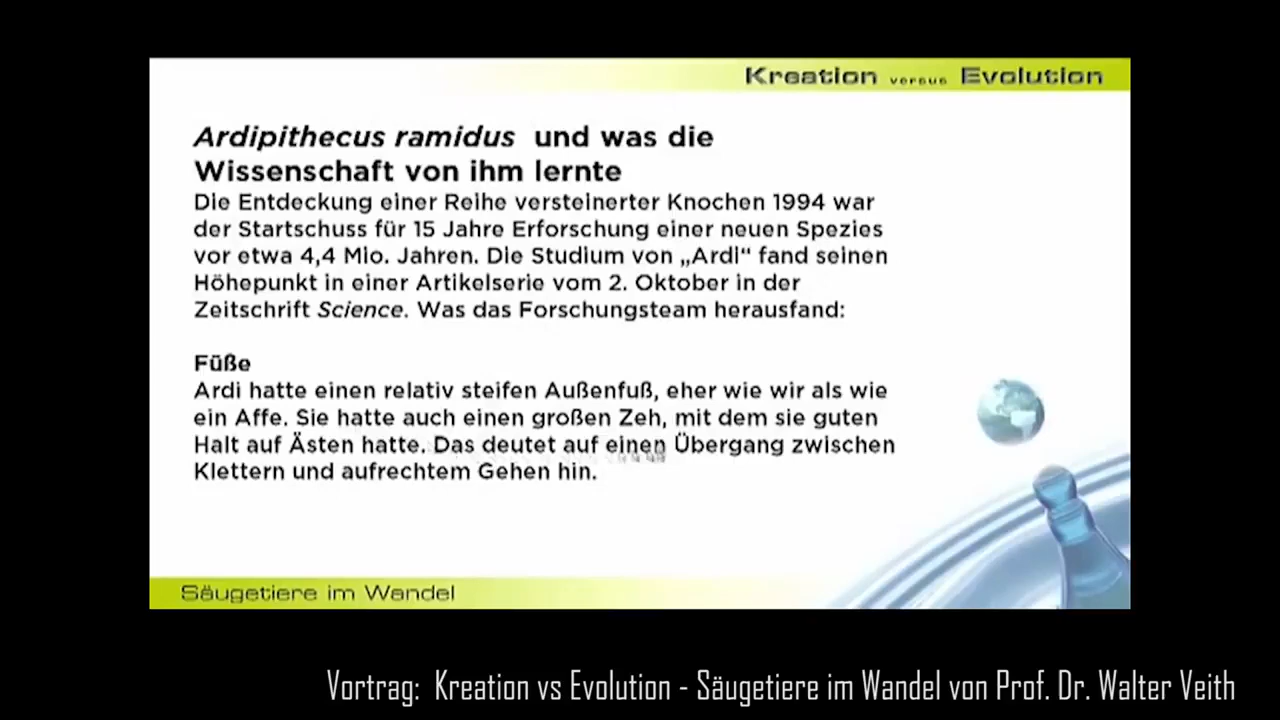 Kreation versus Evolution
Ardipithecus ramidus und was die
Wissenschaft von ihm lernte
Die Entdeckung einer Reihe versteinerter Knochen 1994 war
der Startschuss für 15 Jahre Erforschung einer neuen Spezies
vor etwa 4,4 Mio. Jahren. Die Studium von „Ardi“ fand seinen
Höhepunkt in einer Artikelserie vom 2. Oktober in der
Zeitschrift Science. Was das Forschungsteam herausfand:
Füße
Ardi hatte einen relativ steifen Außenfuß, eher wie wir als wie
ein Affe. Sie hatte auch einen großen Zeh, mit dem sie guten
Halt auf Ästen hatte. Das deutet auf einen Übergang zwischen
Klettern und aufrechtem Gehen hin.
Säugetiere im Wandel
Vortrag: Kreation vs Evolution - Säugetiere im Wandel von Prof. Dr. Walter Veith